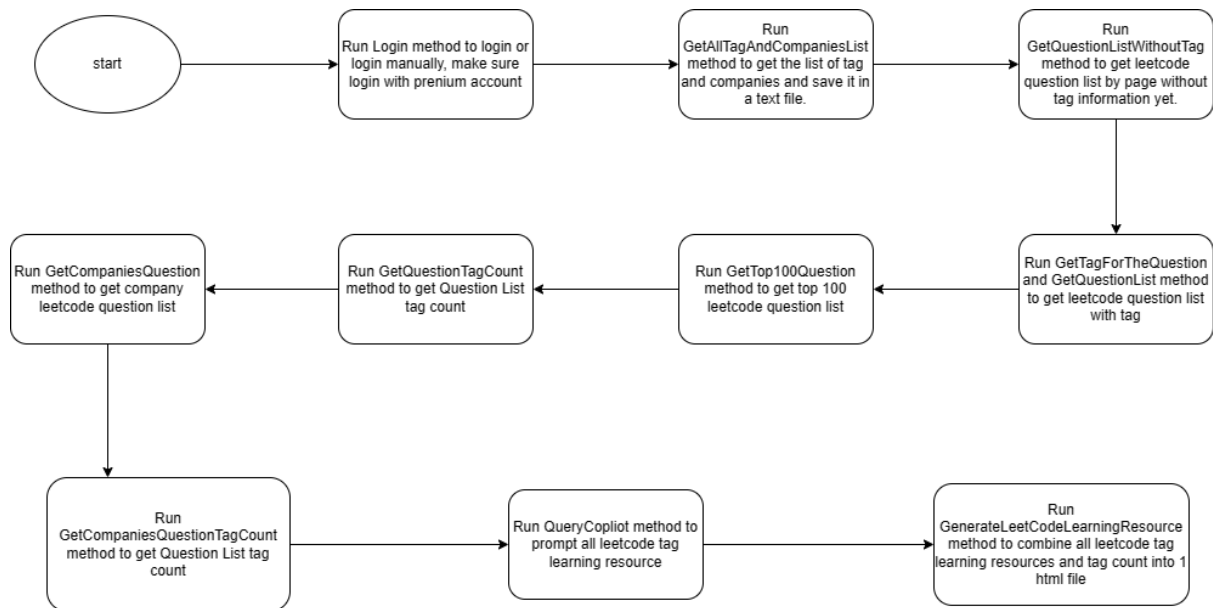 start
Run Login method to login or
login manually, make sure
login with prenium account
Run
GetAllTagAndCompaniesList
method to get the list of tag
and companies and save it in
a text file.
Run
GetQuestionListWithoutTag
method to get leetcode
question list by page without
tag information yet.
Run GetTagForTheQuestion
and GetQuestionList method
to get leetcode question list
with tag
Run GetTop100Question
method to get top 100
leetcode question list
Run GetQuestionTagCount
method to get Question List
tag count
Run GetCompaniesQuestion
method to get company
leetcode question list
Run
GetCompaniesQuestionTagCount
method to get Question List tag
count
Run QueryCopliot method to
prompt all leetcode tag
learning resource
Run
GenerateLeetCodeLearningResource
method to combine all leetcode tag
learning resources and tag count into 1
html file